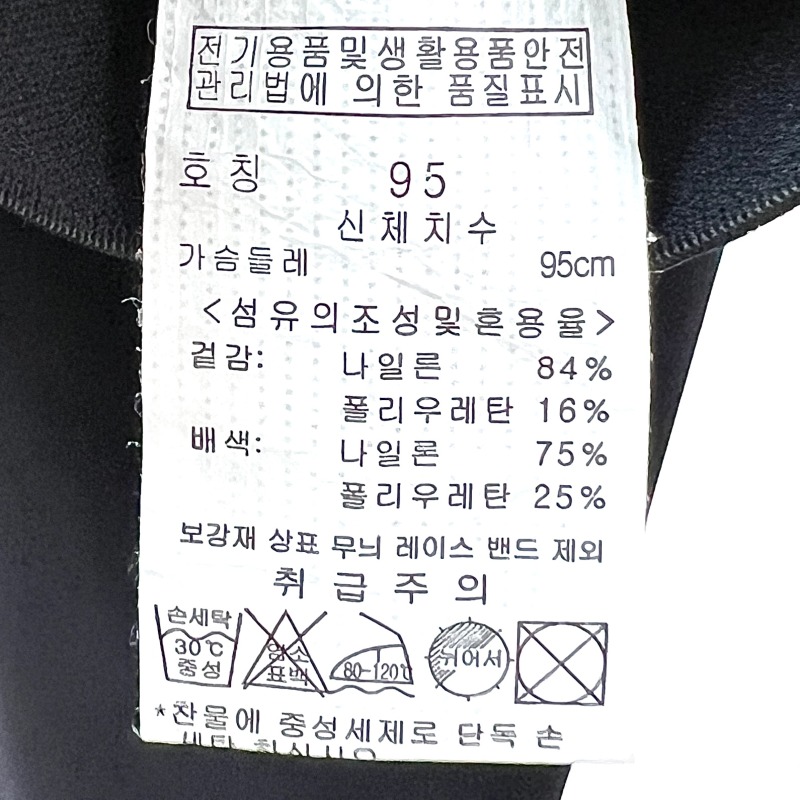 전기용품및생활용품안전
관리법에 의한 품질표시
호칭 95
신체치수
가슴둘레 95cm
<섬유의조성및혼용율>
겉감: 나일론 84%
폴리우레탄 16%
배색: 나일론 75%
폴리우레탄 25%
보강재 상표 무늬 레이스 밴드 제외
취급주의
손세탁
30℃
중성
염소
표백
80-120℃
뉘어서
*찬물에 중성세제로 단독 손